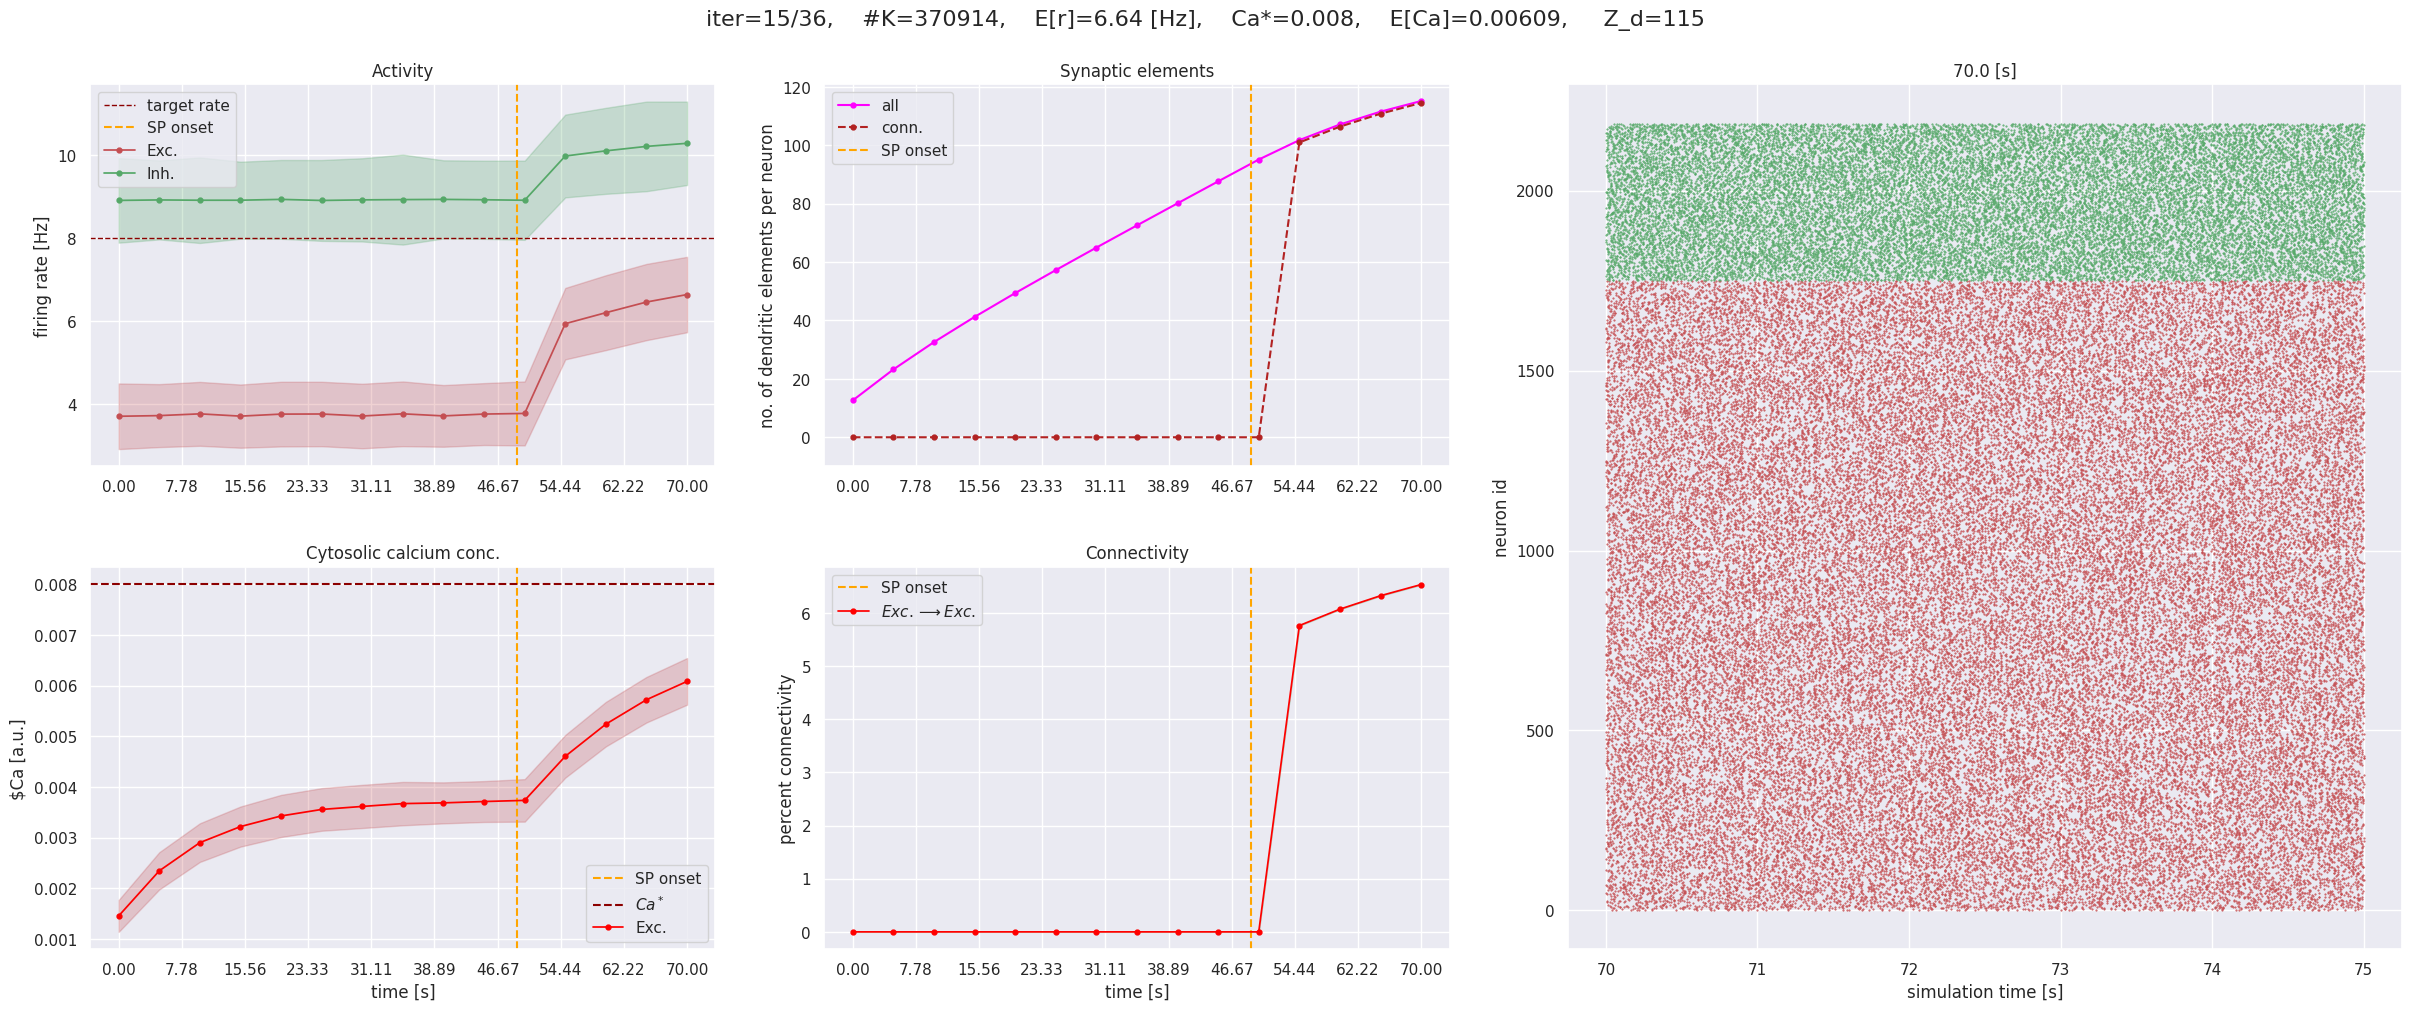 iter=15/36, #K=370914, E[r]=6.64 [Hz], Ca*=0.008, E[Ca]=0.00609, Z_d=115
Activity
target rate
SP onset
Exc.
Inh.
firing rate [Hz]
10
8
6
4
0.00 7.78 15.56 23.33 31.11 38.89 46.67 54.44 62.22 70.00
Synaptic elements
all
conn.
SP onset
no. of dendritic elements per neuron
120
100
80
60
40
20
0
0.00 7.78 15.56 23.33 31.11 38.89 46.67 54.44 62.22 70.00
Cytosolic calcium conc.
$Ca [a.u.]
0.008
0.007
0.006
0.005
0.004
0.003
0.002
0.001
SP onset
Ca*
Exc.
0.00 7.78 15.56 23.33 31.11 38.89 46.67 54.44 62.22 70.00
time [s]
Connectivity
SP onset
Exc. ⟶ Exc.
percent connectivity
6
5
4
3
2
1
0
0.00 7.78 15.56 23.33 31.11 38.89 46.67 54.44 62.22 70.00
time [s]
70.0 [s]
neuron id
2000
1500
1000
500
0
70 71 72 73 74 75
simulation time [s]